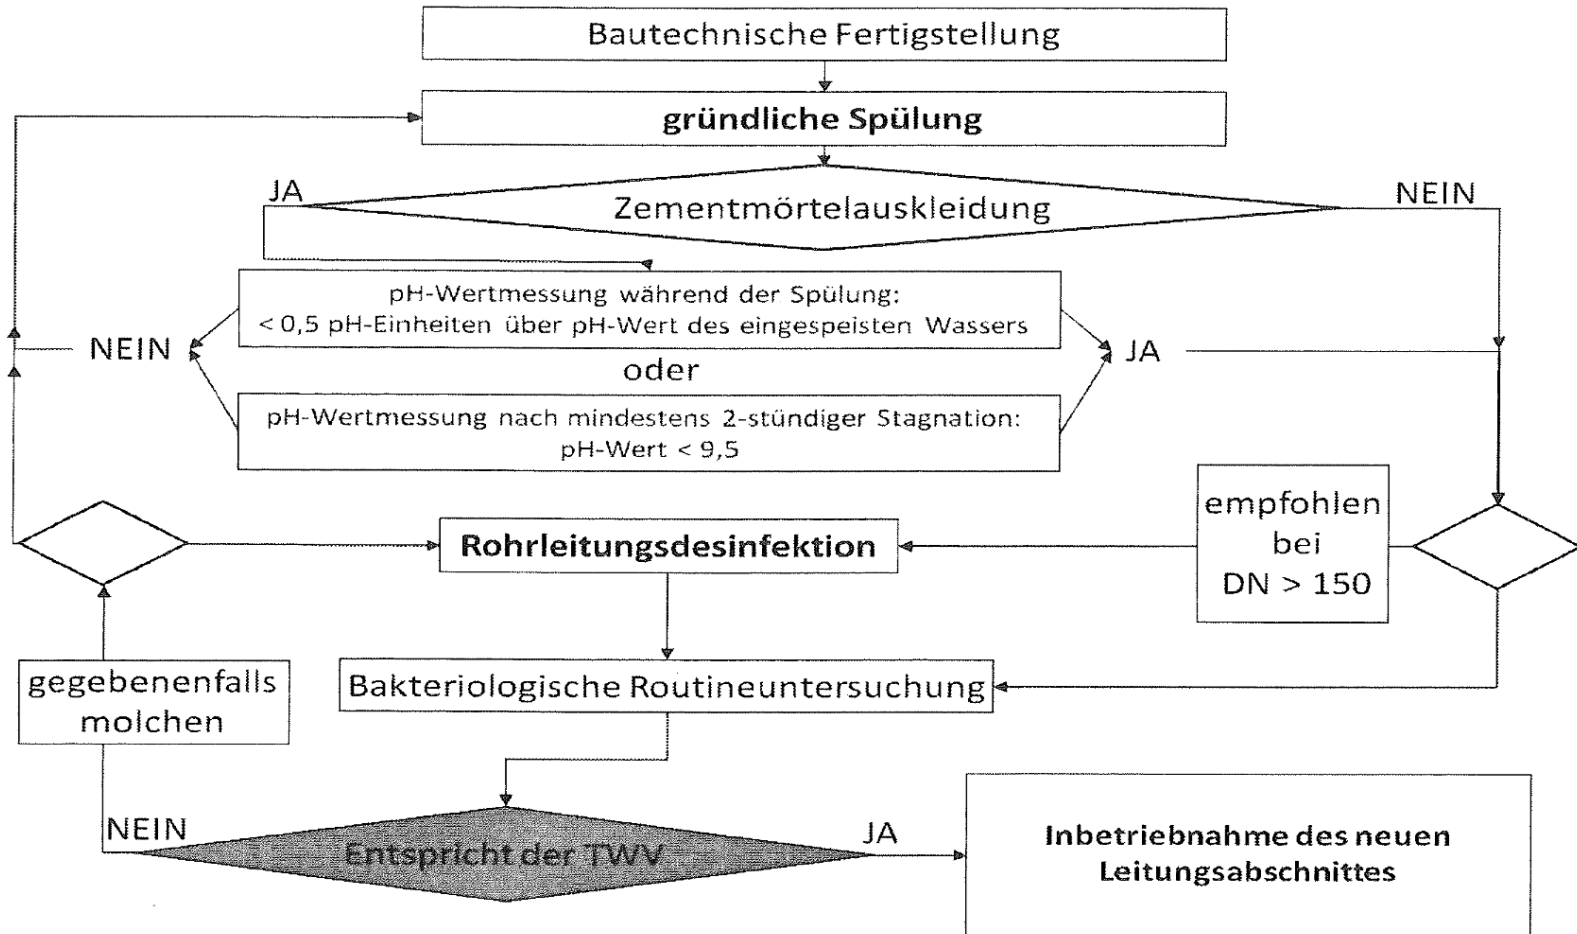 Bautechnische Fertigstellung
gründliche Spülung
JA
Zementmörtelauskleidung
NEIN
pH-Wertmessung während der Spülung:
< 0,5 pH-Einheiten über pH-Wert des eingespeisten Wassers
NEIN
oder
JA
pH-Wertmessung nach mindestens 2-stündiger Stagnation:
pH-Wert < 9,5
empfohlen
bei
DN > 150
Rohrleitungsdesinfektion
gegebenenfalls
molchen
Bakteriologische Routineuntersuchung
NEIN
Entspricht der TWV
JA
Inbetriebnahme des neuen
Leitungsabschnittes